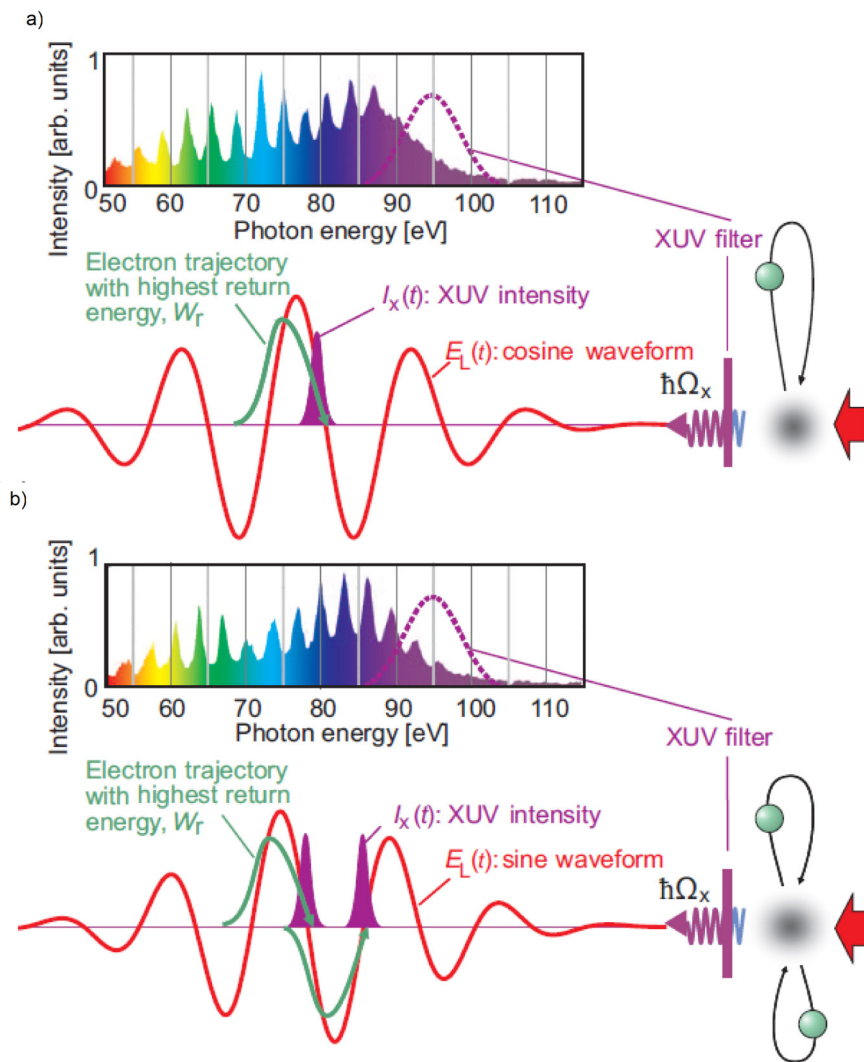 a)
Intensity [arb. units]
1
0
50 60 70 80 90 100 110
Photon energy [eV]
XUV filter
Electron trajectory
with highest return
energy, Wr
Ix(t): XUV intensity
EL(t): cosine waveform
ħΩx
b)
Intensity [arb. units]
1
0
50 60 70 80 90 100 110
Photon energy [eV]
XUV filter
Electron trajectory
with highest return
energy, Wr
Ix(t): XUV intensity
EL(t): sine waveform
ħΩx